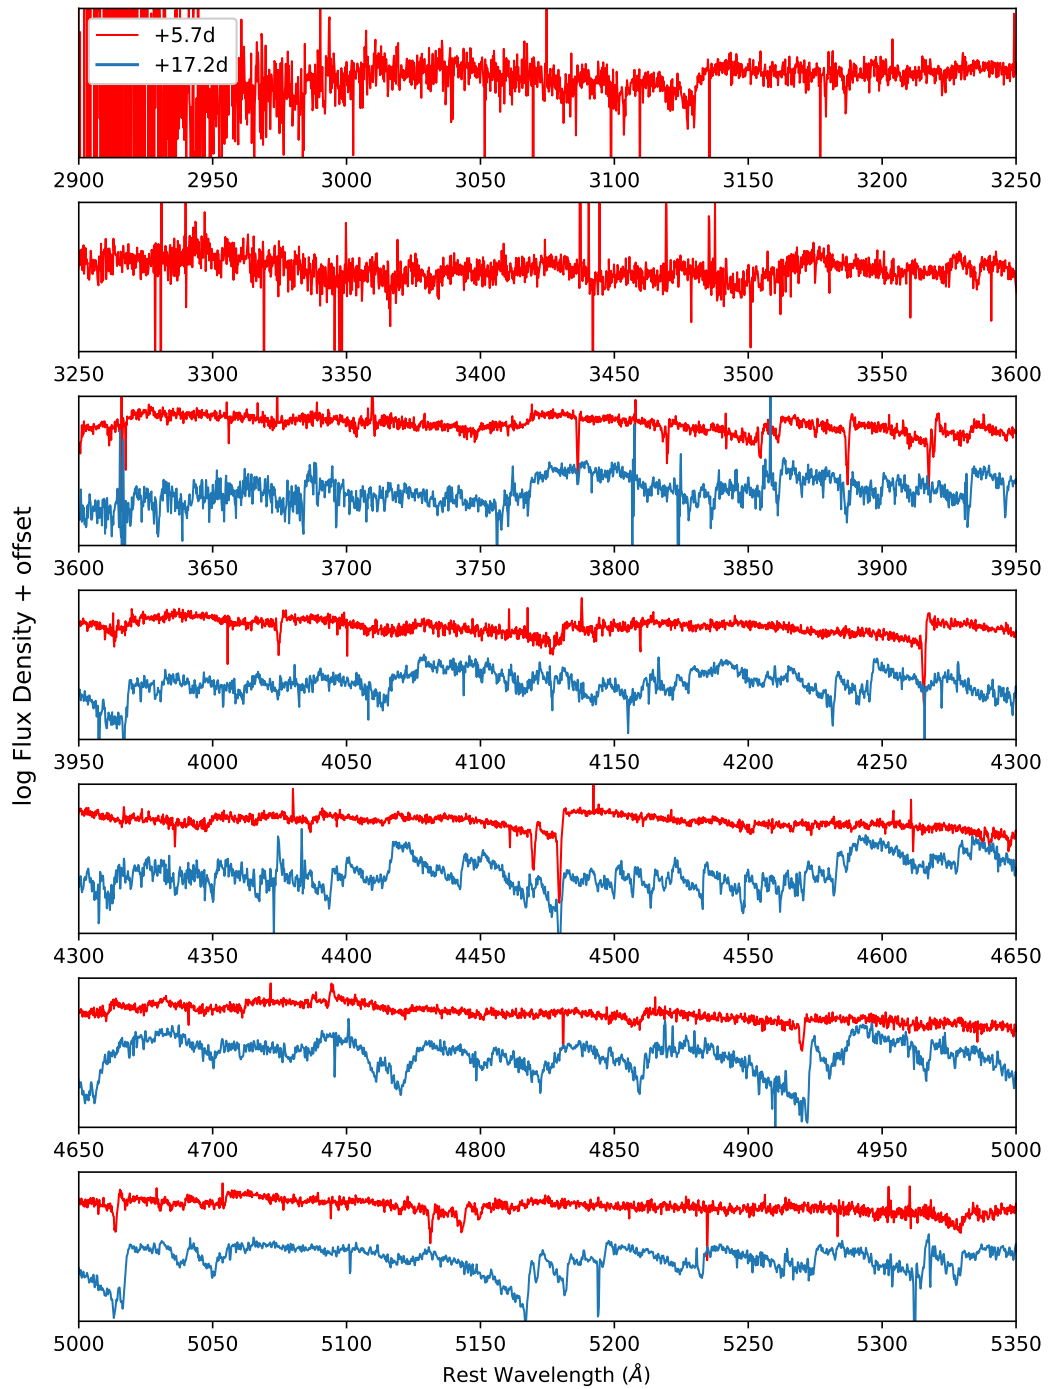 +5.7d
+17.2d
2900 2950 3000 3050 3100 3150 3200 3250
3250 3300 3350 3400 3450 3500 3550 3600
3600 3650 3700 3750 3800 3850 3900 3950
3950 4000 4050 4100 4150 4200 4250 4300
4300 4350 4400 4450 4500 4550 4600 4650
4650 4700 4750 4800 4850 4900 4950 5000
5000 5050 5100 5150 5200 5250 5300 5350
log Flux Density + offset
Rest Wavelength (Å)